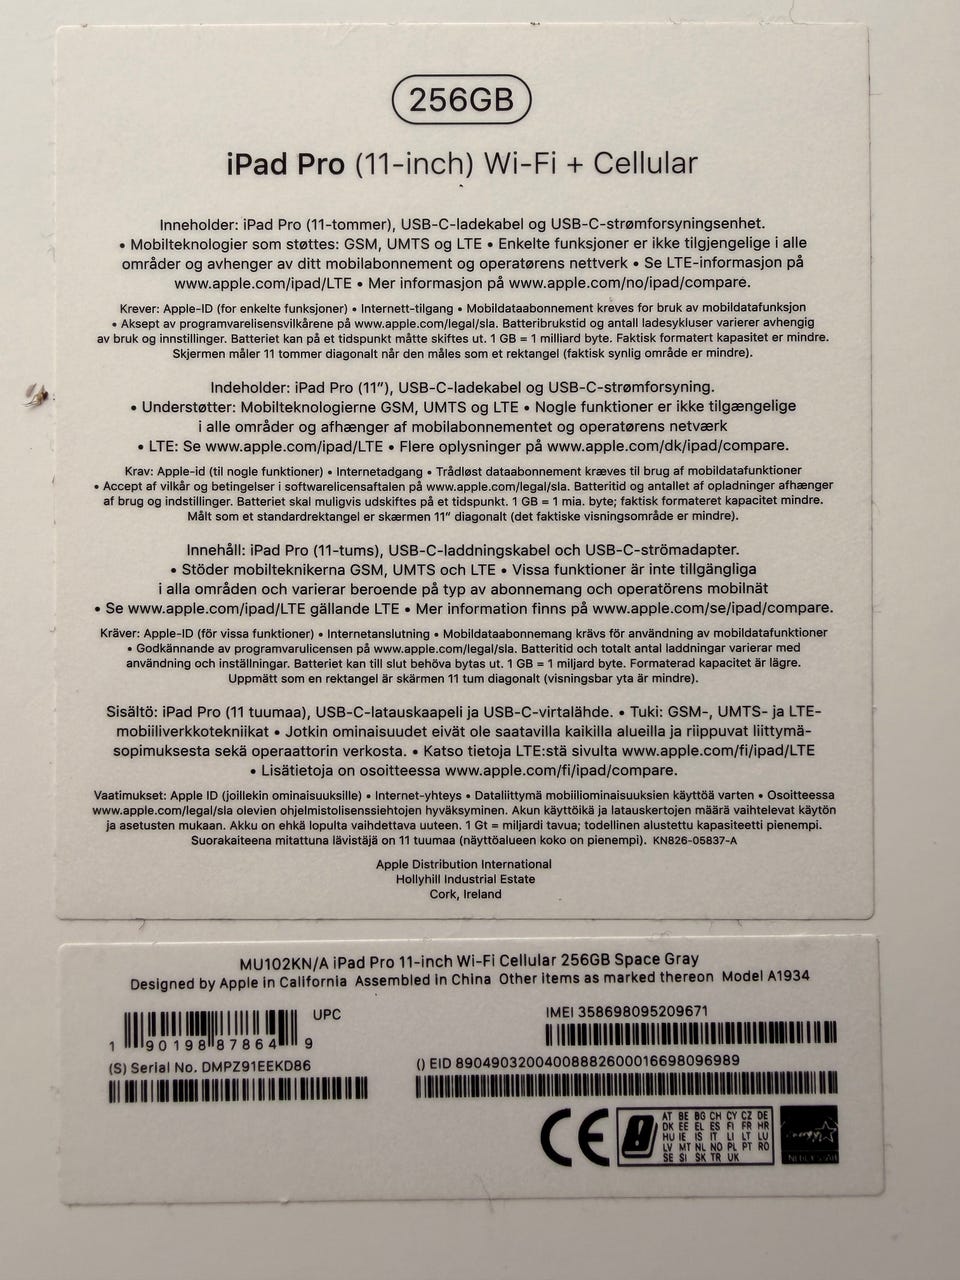 256GB
iPad Pro (11-inch) Wi-Fi + Cellular
Inneholder: iPad Pro (11-tommer), USB-C-ladekabel og USB-C-strømforsyningsenhet.
• Mobilteknologier som støttes: GSM, UMTS og LTE • Enkelte funksjoner er ikke tilgjengelige i alle
områder og avhenger av ditt mobilabonnement og operatørens nettverk • Se LTE-informasjon på
www.apple.com/ipad/LTE • Mer informasjon på www.apple.com/no/ipad/compare.
Krever: Apple-ID (for enkelte funksjoner) • Internett-tilgang • Mobildataabonnement kreves for bruk av mobildatafunksjon
• Aksept av programvarelisensvilkårene på www.apple.com/legal/sla. Batteribrukstid og antall ladesykluser varierer avhengig
av bruk og innstillinger. Batteriet kan på et tidspunkt måtte skiftes ut. 1 GB = 1 milliard byte. Faktisk formatert kapasitet er mindre.
Skjermen måler 11 tommer diagonalt når den måles som et rektangel (faktisk synlig område er mindre).
Indeholder: iPad Pro (11″), USB-C-ladekabel og USB-C-strømforsyning.
• Understøtter: Mobilteknologierne GSM, UMTS og LTE • Nogle funktioner er ikke tilgængelige
i alle områder og afhænger af mobilabonnementet og operatørens netværk
• LTE: Se www.apple.com/ipad/LTE • Flere oplysninger på www.apple.com/dk/ipad/compare.
Krav: Apple-id (til nogle funktioner) • Internetadgang • Trådløst dataabonnement kræves til brug af mobildatafunktioner
• Accept af vilkår og betingelser i softwarelicensaftalen på www.apple.com/legal/sla. Batteritid og antallet af opladninger afhænger
af brug og indstillinger. Batteriet skal muligvis udskiftes på et tidspunkt. 1 GB = 1 mia. byte; faktisk formateret kapacitet mindre.
Målt som et standardrektangel er skærmen 11″ diagonalt (det faktiske visningsområde er mindre).
Innehåll: iPad Pro (11-tums), USB-C-laddningskabel och USB-C-strömadapter.
• Stöder mobilteknikerna GSM, UMTS och LTE • Vissa funktioner är inte tillgängliga
i alla områden och varierar beroende på typ av abonnemang och operatörens mobilnät
• Se www.apple.com/ipad/LTE gällande LTE • Mer information finns på www.apple.com/se/ipad/compare.
Kräver: Apple-ID (för vissa funktioner) • Internetanslutning • Mobildataabonnemang krävs för användning av mobildatafunktioner
• Godkännande av programvarulicensen på www.apple.com/legal/sla. Batteritid och totalt antal laddningar varierar med
användning och inställningar. Batteriet kan till slut behöva bytas ut. 1 GB = 1 miljard byte. Formaterad kapacitet är lägre.
Uppmätt som en rektangel är skärmen 11 tum diagonalt (visningsbar yta är mindre).
Sisältö: iPad Pro (11 tuumaa), USB-C-latauskaapeli ja USB-C-virtalähde. • Tuki: GSM-, UMTS- ja LTE-
mobiiliverkkotekniikat • Jotkin ominaisuudet eivät ole saatavilla kaikilla alueilla ja riippuvat liittymä-
sopimuksesta sekä operaattorin verkosta. • Katso tietoja LTE:stä sivulta www.apple.com/fi/ipad/LTE
• Lisätietoja on osoitteessa www.apple.com/fi/ipad/compare.
Vaatimukset: Apple ID (joillekin ominaisuuksille) • Internet-yhteys • Dataliittymä mobiiliominaisuuksien käyttöä varten • Osoitteessa
www.apple.com/legal/sla olevien ohjelmistolisenssiehtojen hyväksyminen. Akun käyttöikä ja latauskertojen määrä vaihtelevat käytön
ja asetusten mukaan. Akku on ehkä lopulta vaihdettava uuteen. 1 Gt = miljardi tavua; todellinen alustettu kapasiteetti pienempi.
Suorakaiteena mitattuna lävistäjä on 11 tuumaa (näyttöalueen koko on pienempi). KN826-05837-A
Apple Distribution International
Hollyhill Industrial Estate
Cork, Ireland
MU102KN/A iPad Pro 11-inch Wi-Fi Cellular 256GB Space Gray
Designed by Apple in California Assembled in China Other items as marked thereon Model A1934
UPC
1 90198 87864 9
IMEI 358698095209671
(S) Serial No. DMPZ91EEKD86
() EID 89049032004008882600016698096989
CE
AT BE BG CH CY CZ DE
DK EE EL ES FI FR HR
HU IE IS IT LI LT LU
LV MT NL NO PL PT RO
SE SI SK TR UK
energy